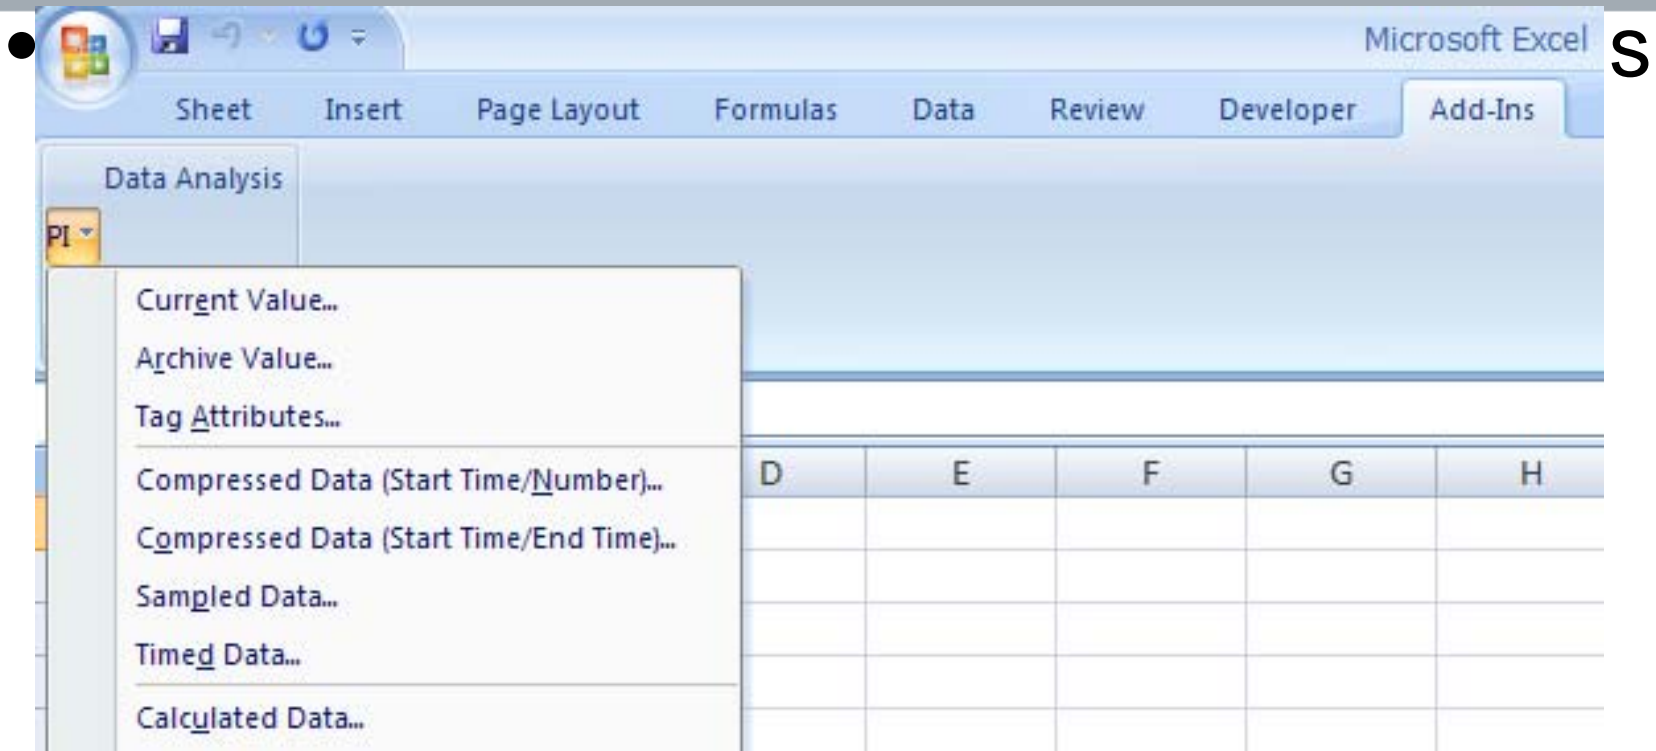 •
Microsoft Excel
s
Sheet Insert Page Layout Formulas Data Review Developer Add-Ins
Data Analysis
PI
Current Value...
Archive Value...
Tag Attributes...
Compressed Data (Start Time/Number)...
D E F G H
Compressed Data (Start Time/End Time)...
Sampled Data...
Timed Data...
Calculated Data...